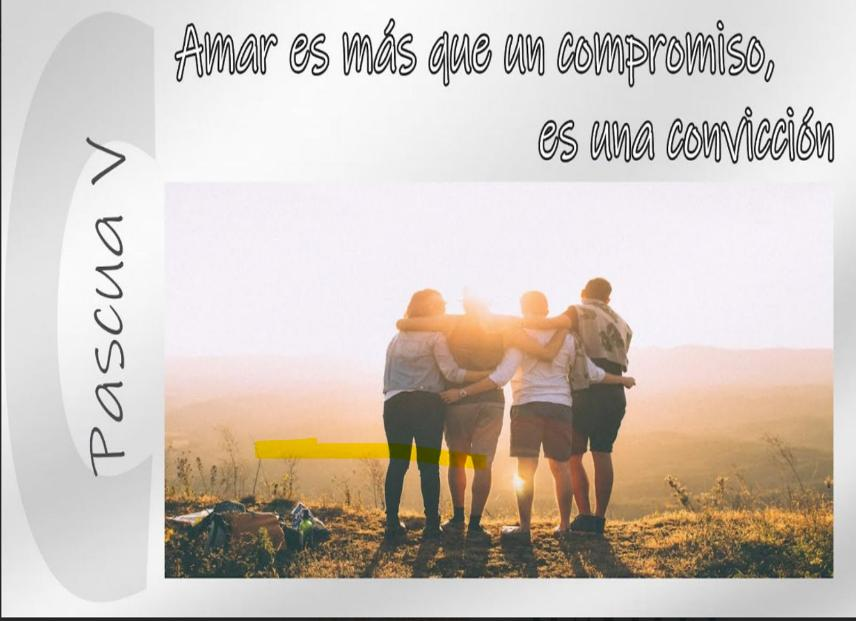 Amar es más que un compromiso,
es una convicción
Pascua V